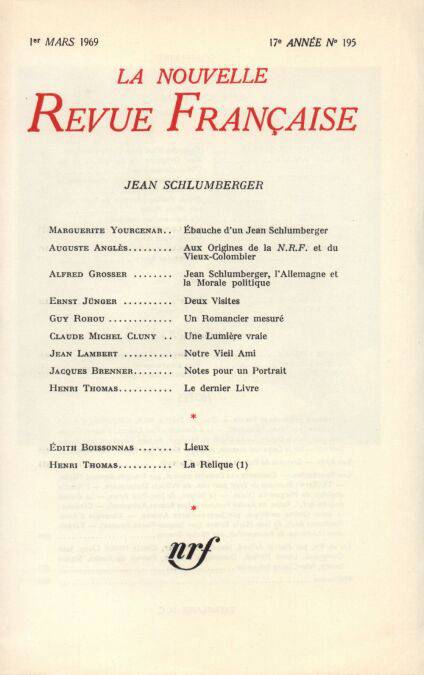 1er MARS 1969 17e ANNÉE No 195
LA NOUVELLE
REVUE FRANÇAISE
JEAN SCHLUMBERGER
MARGUERITE YOURCENAR.. Ébauche d'un Jean Schlumberger
AUGUSTE ANGLÈS......... Aux Origines de la N.R.F. et du
Vieux-Colombier
ALFRED GROSSER ........ Jean Schlumberger, l'Allemagne et
la Morale politique
ERNST JÜNGER .......... Deux Visites
GUY ROHOU ............. Un Romancier mesuré
CLAUDE MICHEL CLUNY .. Une Lumière vraie
JEAN LAMBERT .......... Notre Vieil Ami
JACQUES BRENNER........ Notes pour un Portrait
HENRI THOMAS........... Le dernier Livre
*
ÉDITH BOISSONNAS ....... Lieux
HENRI THOMAS........... La Relique (1)
*
nrf